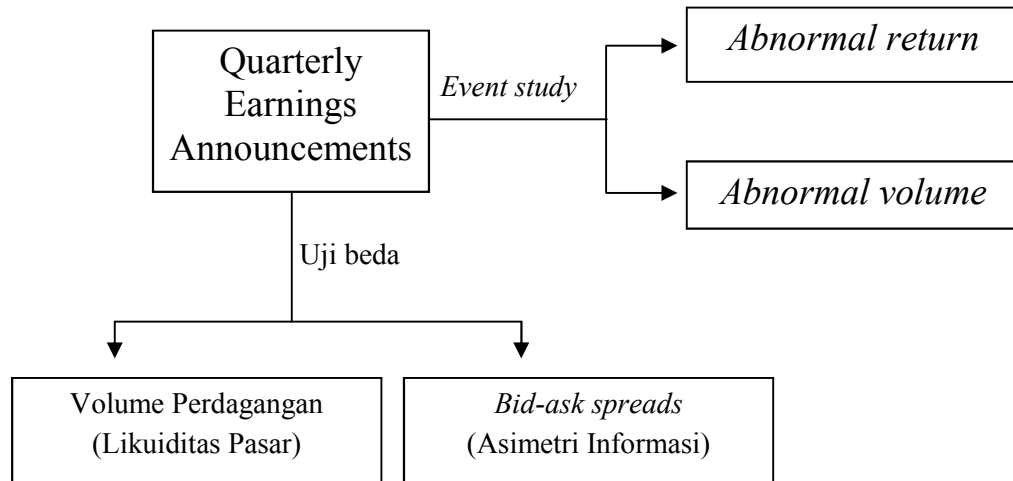 Quarterly
Earnings
Announcements
Event study
Abnormal return
Abnormal volume
Uji beda
Volume Perdagangan
(Likuiditas Pasar)
Bid-ask spreads
(Asimetri Informasi)